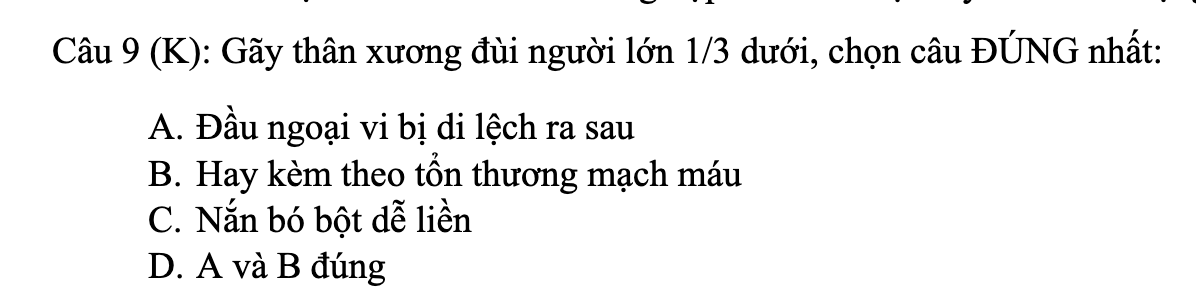 Câu 9 (K): Gãy thân xương đùi người lớn 1/3 dưới, chọn câu ĐÚNG nhất:
A. Đầu ngoại vi bị di lệch ra sau
B. Hay kèm theo tổn thương mạch máu
C. Nắn bó bột dễ liền
D. A và B đúng